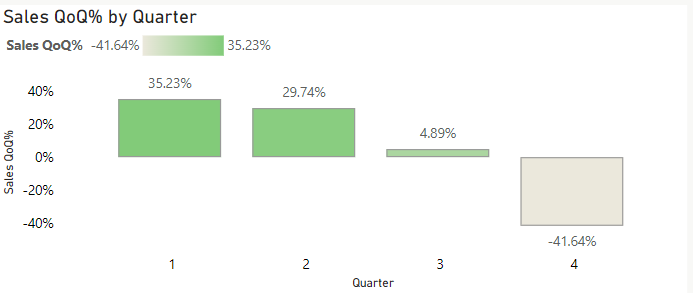 Sales QoQ% by Quarter
Sales QoQ% -41.64% 35.23%
35.23%
29.74%
4.89%
-41.64%
40%
20%
0%
-20%
-40%
Sales QoQ%
1 2 3 4
Quarter